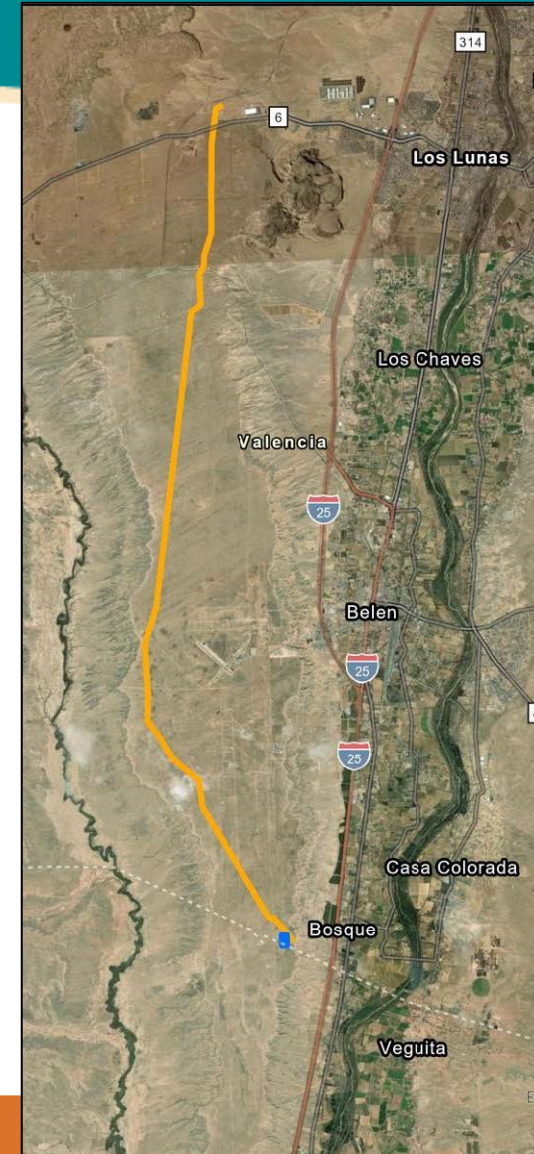 314
6
Los Lunas
Los Chaves
Valencia
25
Belen
25
25
Casa Colorada
Bosque
Veguita